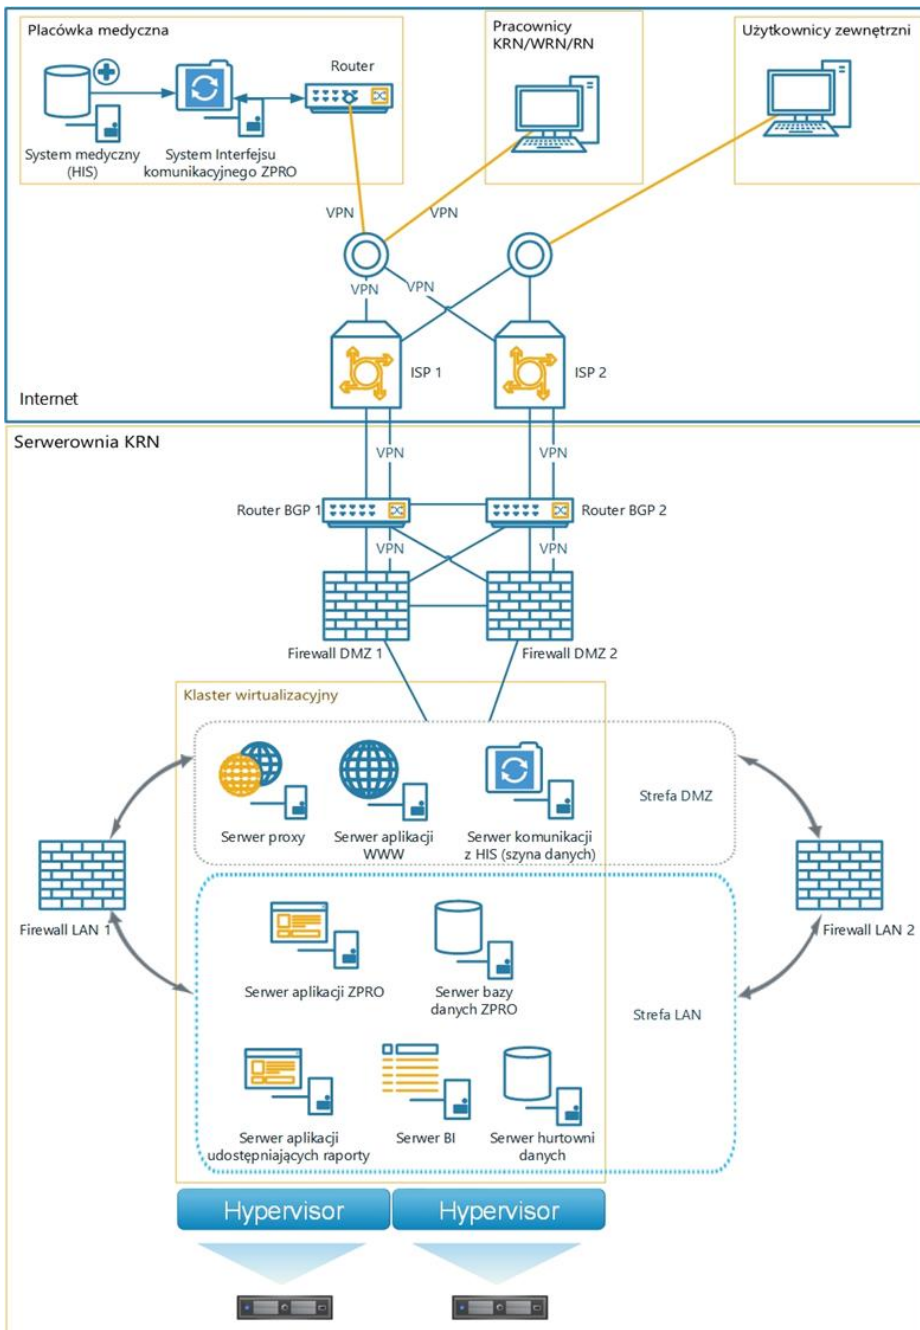 Placówka medyczna
Pracownicy
KRN/WRN/RN
Użytkownicy zewnętrzni
Router
System medyczny
(HIS)
System Interfejsu
komunikacyjnego ZPRO
VPN
VPN
VPN
VPN
ISP 1
ISP 2
Internet
Serwerownia KRN
VPN
VPN
Router BGP 1
Router BGP 2
VPN
VPN
Firewall DMZ 1
Firewall DMZ 2
Klaster wirtualizacyjny
Strefa DMZ
Serwer proxy
Serwer aplikacji
WWW
Serwer komunikacji
z HIS (szyna danych)
Firewall LAN 1
Firewall LAN 2
Serwer aplikacji ZPRO
Serwer bazy
danych ZPRO
Strefa LAN
Serwer aplikacji
udostępniających raporty
Serwer BI
Serwer hurtowni
danych
Hypervisor
Hypervisor